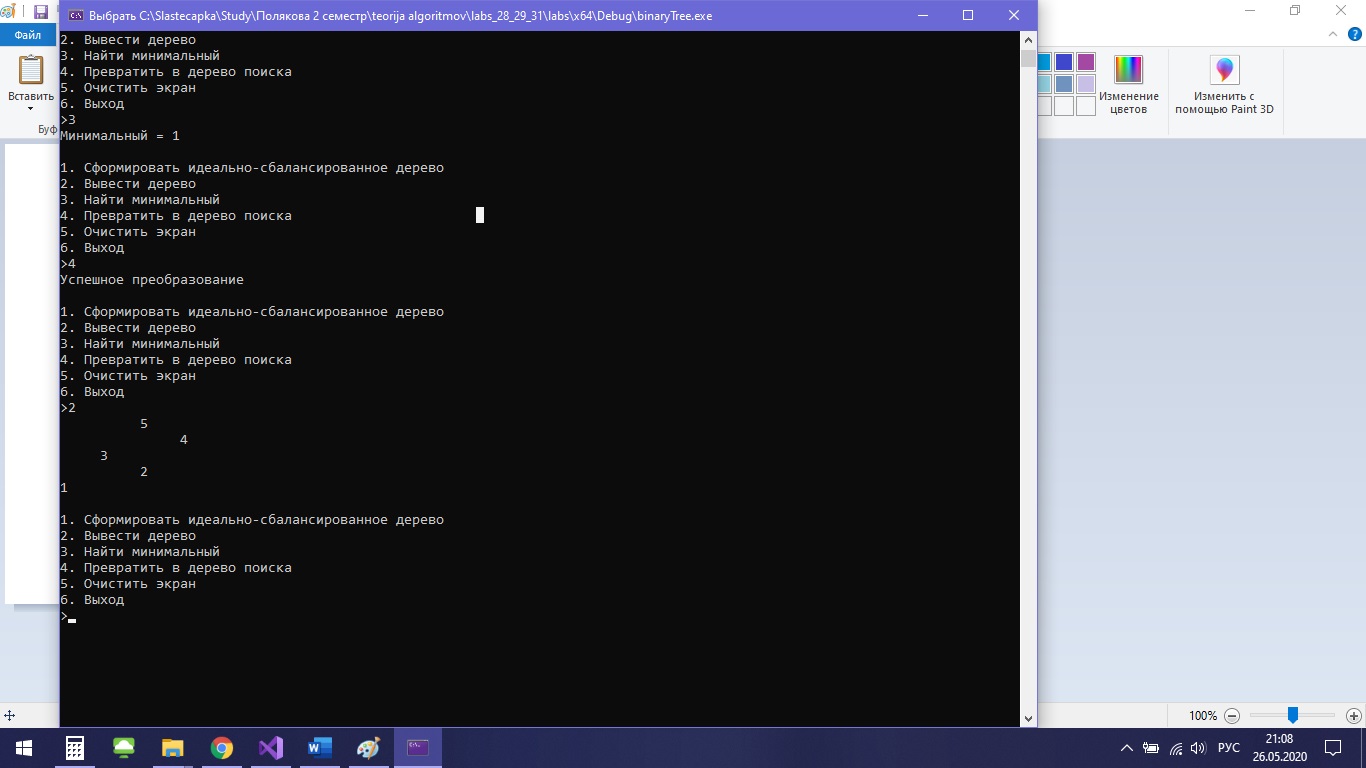 Выбрать C:\Slastecapka\Study\Полякова 2 семестр\teorija algoritmov\labs_28_29_31\labs\x64\Debug\binaryTree.exe
Файл
Вставить
Буф
Изменение
цветов
Изменить с
помощью Paint 3D
2. Вывести дерево
3. Найти минимальный
4. Превратить в дерево поиска
5. Очистить экран
6. Выход
>3
Минимальный = 1
1. Сформировать идеально-сбалансированное дерево
2. Вывести дерево
3. Найти минимальный
4. Превратить в дерево поиска
5. Очистить экран
6. Выход
>4
Успешное преобразование
1. Сформировать идеально-сбалансированное дерево
2. Вывести дерево
3. Найти минимальный
4. Превратить в дерево поиска
5. Очистить экран
6. Выход
>2
5
4
3
2
1
1. Сформировать идеально-сбалансированное дерево
2. Вывести дерево
3. Найти минимальный
4. Превратить в дерево поиска
5. Очистить экран
6. Выход
>
100%
РУС
21:08
26.05.2020